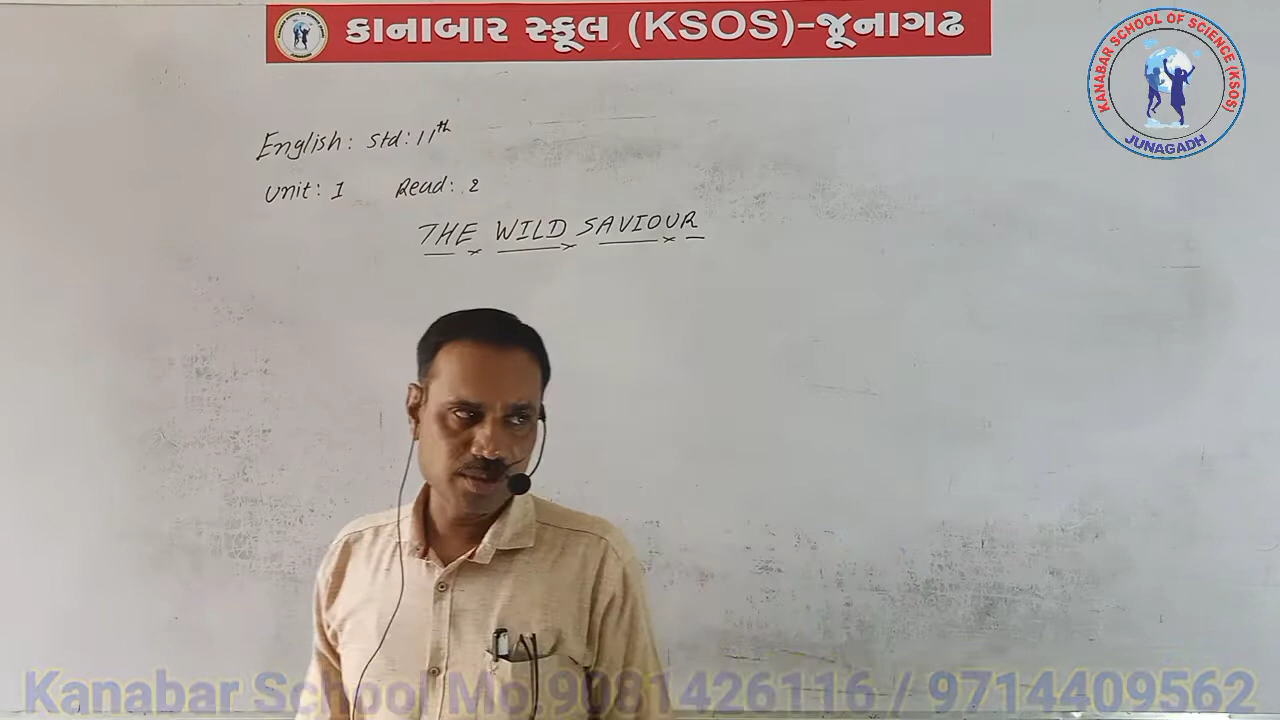 કાનાબાર સ્કૂલ (KSOS)-જૂનાગઢ
KANABAR SCHOOL OF SCIENCE (KSOS)
JUNAGADH
English: Std: 11th
Unit: I Read: 2
THE WILD SAVIOUR
Kanabar School Mo.9081426116 / 9714409562